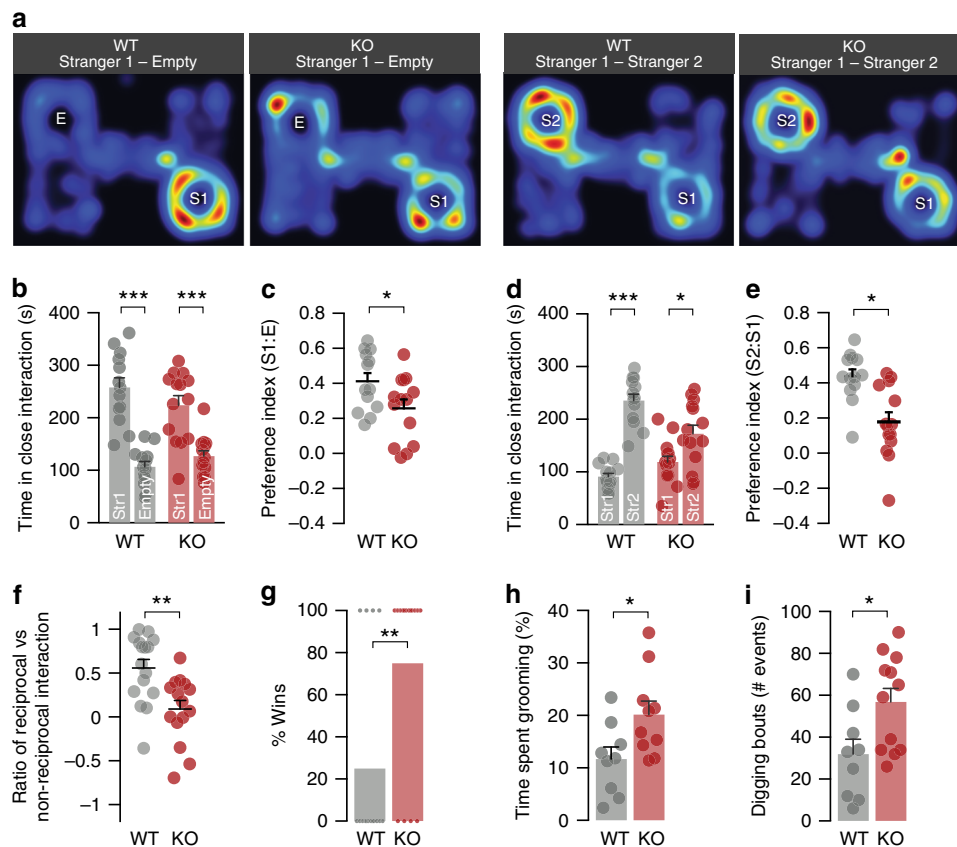 a
WT
Stranger 1 – Empty
KO
Stranger 1 – Empty
WT
Stranger 1 – Stranger 2
KO
Stranger 1 – Stranger 2
E
S1
E
S1
S2
S1
S2
S1
b
Time in close interaction (s)
400
300
200
100
0
***
***
Str1
Empty
Str1
Empty
WT
KO
c
Preference index (S1:E)
0.8
0.6
0.4
0.2
0.0
−0.2
−0.4
*
WT KO
d
Time in close interaction (s)
400
300
200
100
0
***
*
Str1
Str2
Str1
Str2
WT
KO
e
Preference index (S2:S1)
0.8
0.6
0.4
0.2
0.0
−0.2
−0.4
*
WT KO
f
Ratio of reciprocal vs
non-reciprocal interaction
1
0.5
0
−0.5
−1
**
WT KO
g
% Wins
100
80
60
40
20
0
**
WT KO
h
Time spent grooming (%)
40
30
20
10
0
*
WT KO
i
Digging bouts (# events)
100
80
60
40
20
0
*
WT KO